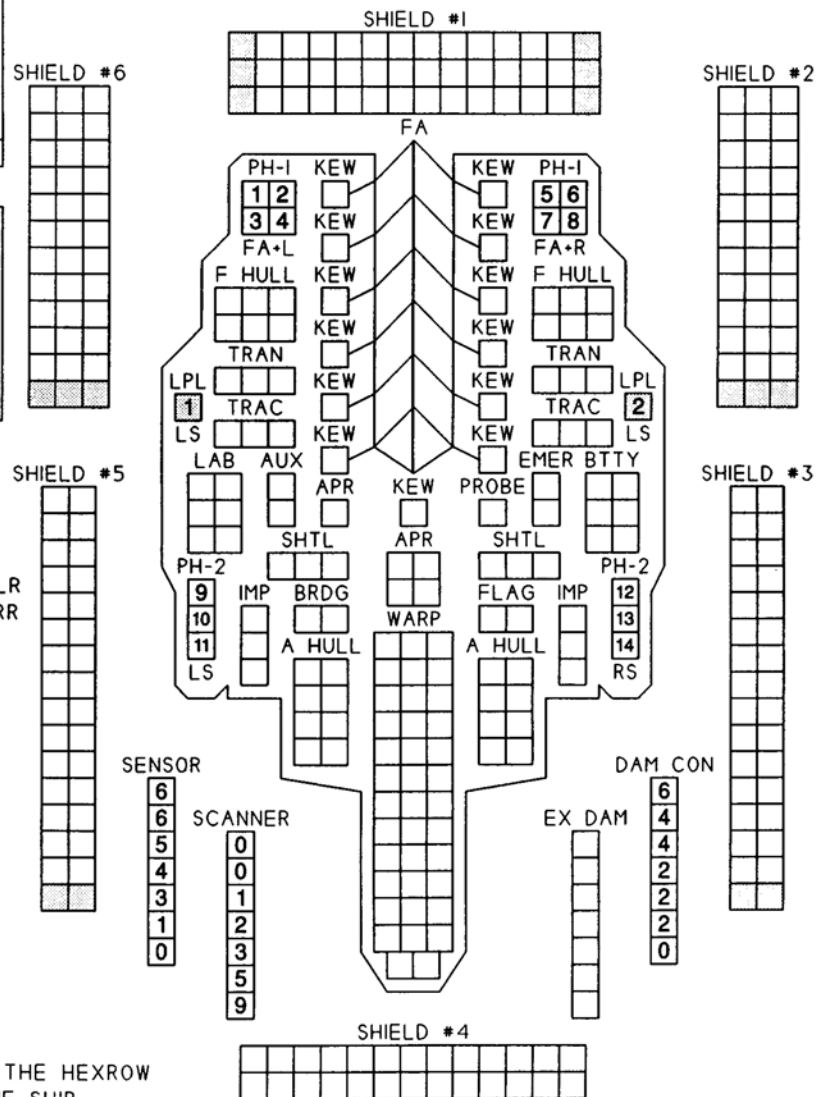 SHIELD #1
SHIELD #6
SHIELD #2
FA
PH-1 KEW KEW PH-1
1 2 5 6
3 4 KEW KEW 7 8
FA+L FA+R
F HULL KEW KEW F HULL
KEW KEW
TRAN TRAN
LPL KEW KEW LPL
1 TRAC TRAC 2
LS KEW KEW LS
SHIELD #5 LAB AUX EMER BTTY SHIELD #3
APR KEW PROBE
SHTL APR SHTL
PH-2 PH-2
LR 9 IMP BRDG FLAG IMP 12
RR 10 WARP 13
11 A HULL A HULL 14
LS RS
SENSOR DAM CON
6 6
6 SCANNER EX DAM 4
5 0 4
4 0 2
3 1 2
1 2 2
0 3 0
5
9
SHIELD #4
THE HEXROW